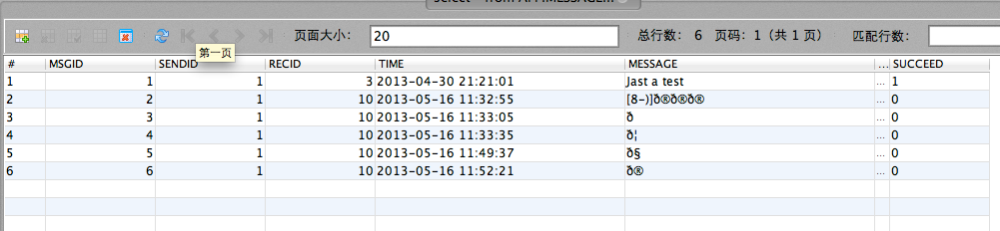 页面大小： 20 总行数： 6 页码：1（共 1 页） 匹配行数：
第一页
# MSGID SENDID RECID TIME MESSAGE ... SUCCEED
1 1 1 3 2013-04-30 21:21:01 Jast a test ... 1
2 2 1 10 2013-05-16 11:32:55 [8-)]ð®ð®ð® ... 0
3 3 1 10 2013-05-16 11:33:05 ð ... 0
4 4 1 10 2013-05-16 11:33:35 ð¦ ... 0
5 5 1 10 2013-05-16 11:49:37 ð§ ... 0
6 6 1 10 2013-05-16 11:52:21 ð® ... 0